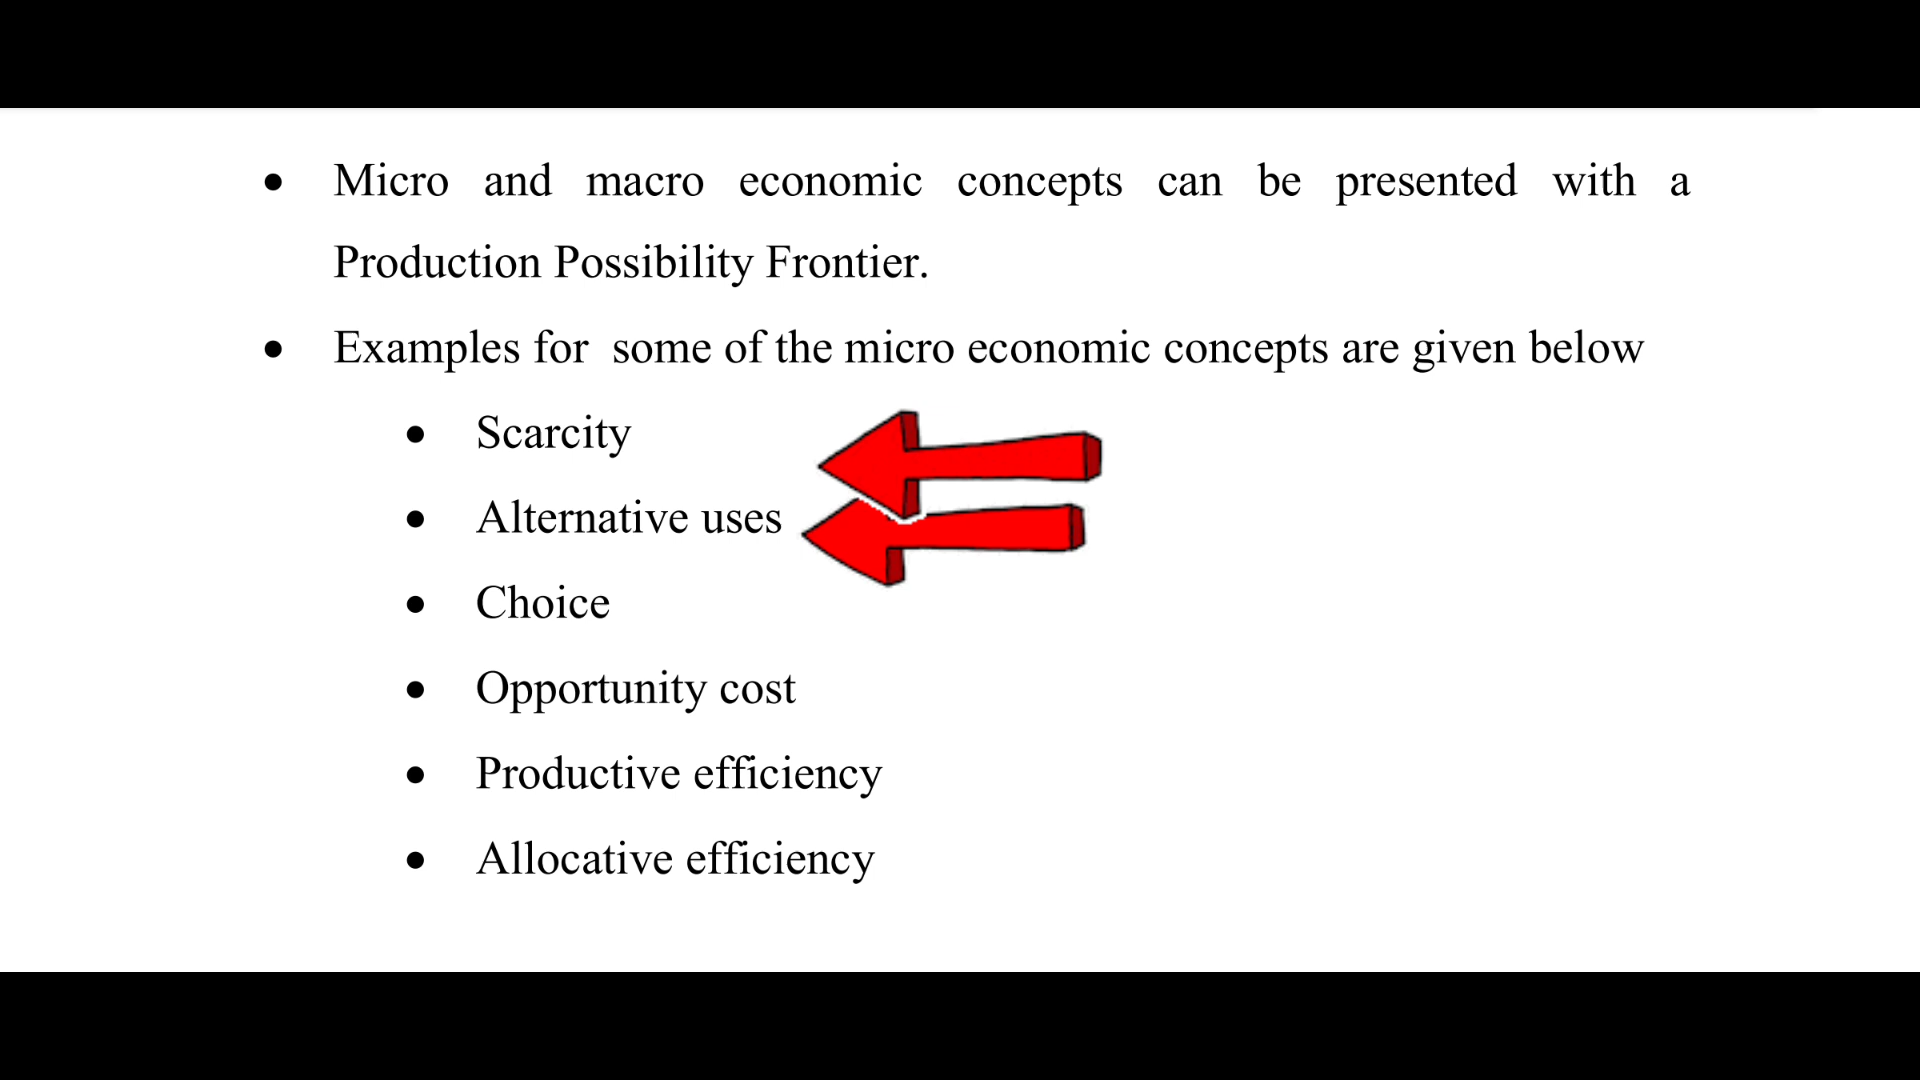 • Micro and macro economic concepts can be presented with a
Production Possibility Frontier.
• Examples for some of the micro economic concepts are given below
• Scarcity
• Alternative uses
• Choice
• Opportunity cost
• Productive efficiency
• Allocative efficiency